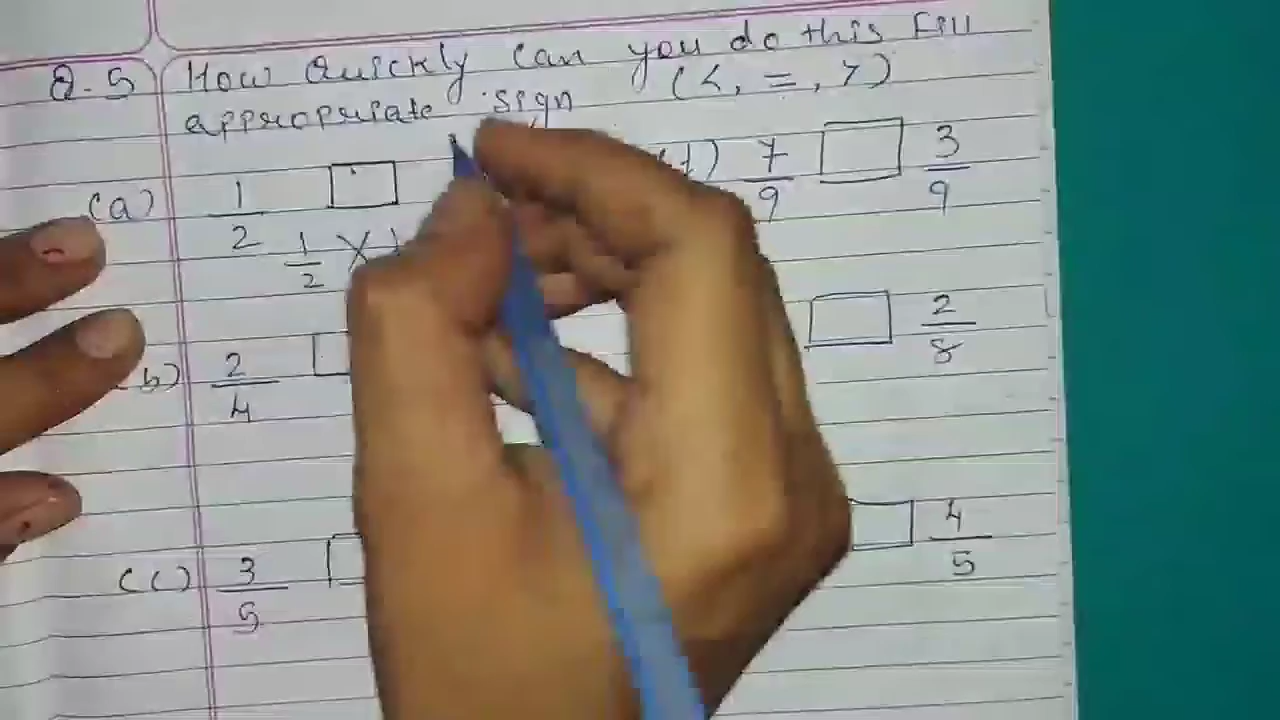 Q.5 How Quickly can you do this Fill
appropriate sign (<, =, >)
(a) 1/2 □
1/2 ×
7/9 □ 3/9
(b) 2/4
□ 2/8
(c) 3/5
4/5